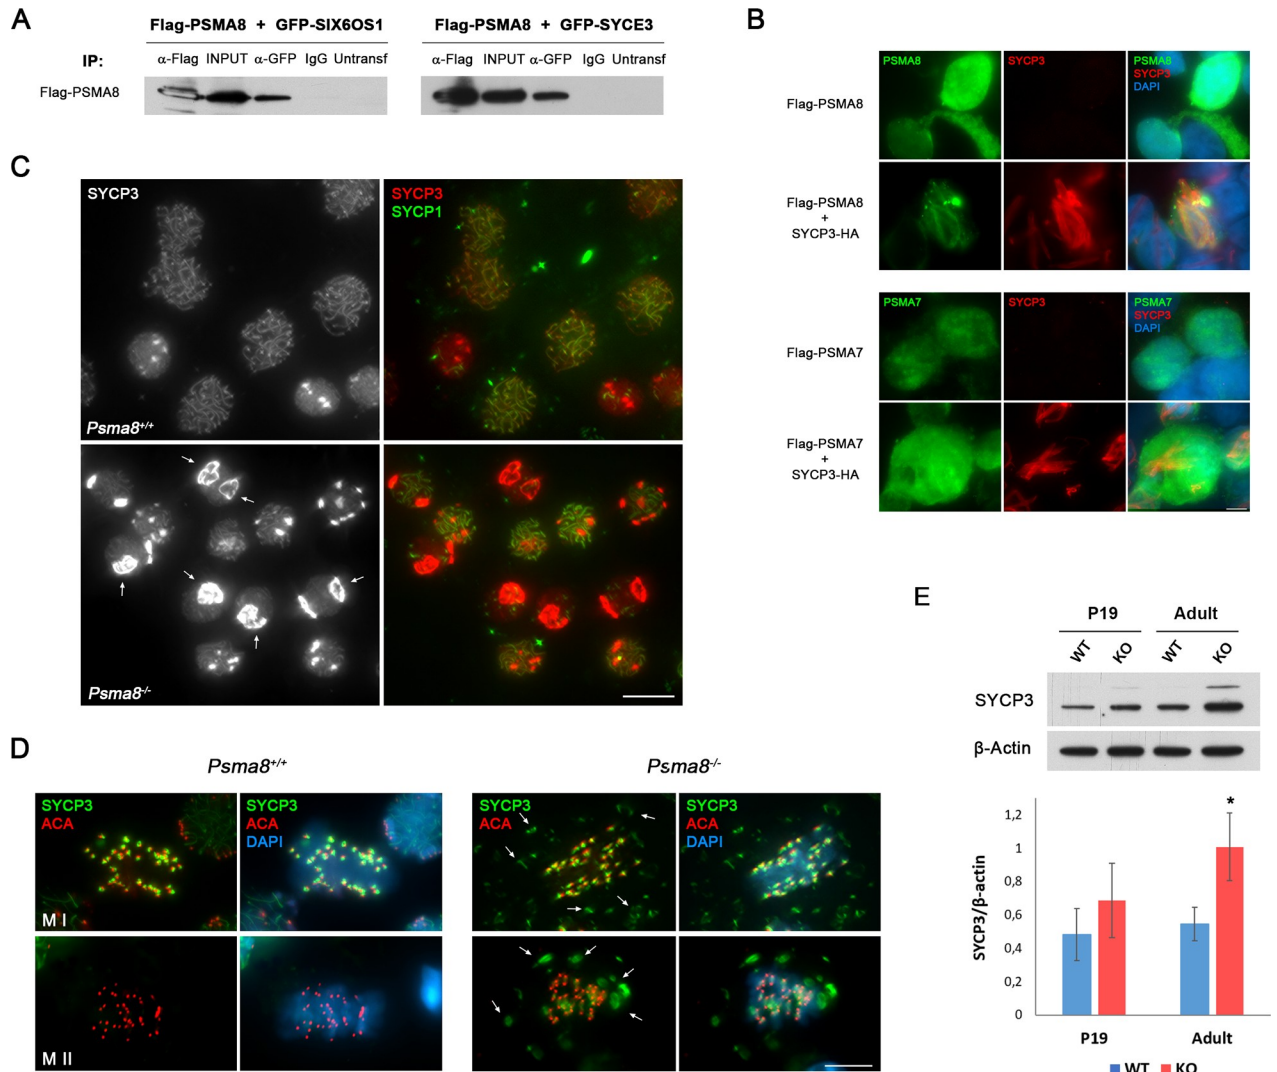 A
Flag-PSMA8 + GFP-SIX6OS1
Flag-PSMA8 + GFP-SYCE3
IP:
α-Flag INPUT α-GFP IgG Untransf
α-Flag INPUT α-GFP IgG Untransf
Flag-PSMA8
B
PSMA8
SYCP3
PSMA8
SYCP3
DAPI
Flag-PSMA8
Flag-PSMA8
+
SYCP3-HA
PSMA7
SYCP3
PSMA7
SYCP3
DAPI
Flag-PSMA7
Flag-PSMA7
+
SYCP3-HA
C
SYCP3
SYCP3
SYCP1
Psma8+/+
Psma8-/-
D
Psma8+/+
Psma8-/-
SYCP3
ACA
SYCP3
ACA
DAPI
SYCP3
ACA
SYCP3
ACA
DAPI
M I
M II
E
P19
Adult
WT
KO
WT
KO
SYCP3
β-Actin
*
SYCP3/β-actin
1,2
1
0,8
0,6
0,4
0,2
0
P19
Adult
WT KO